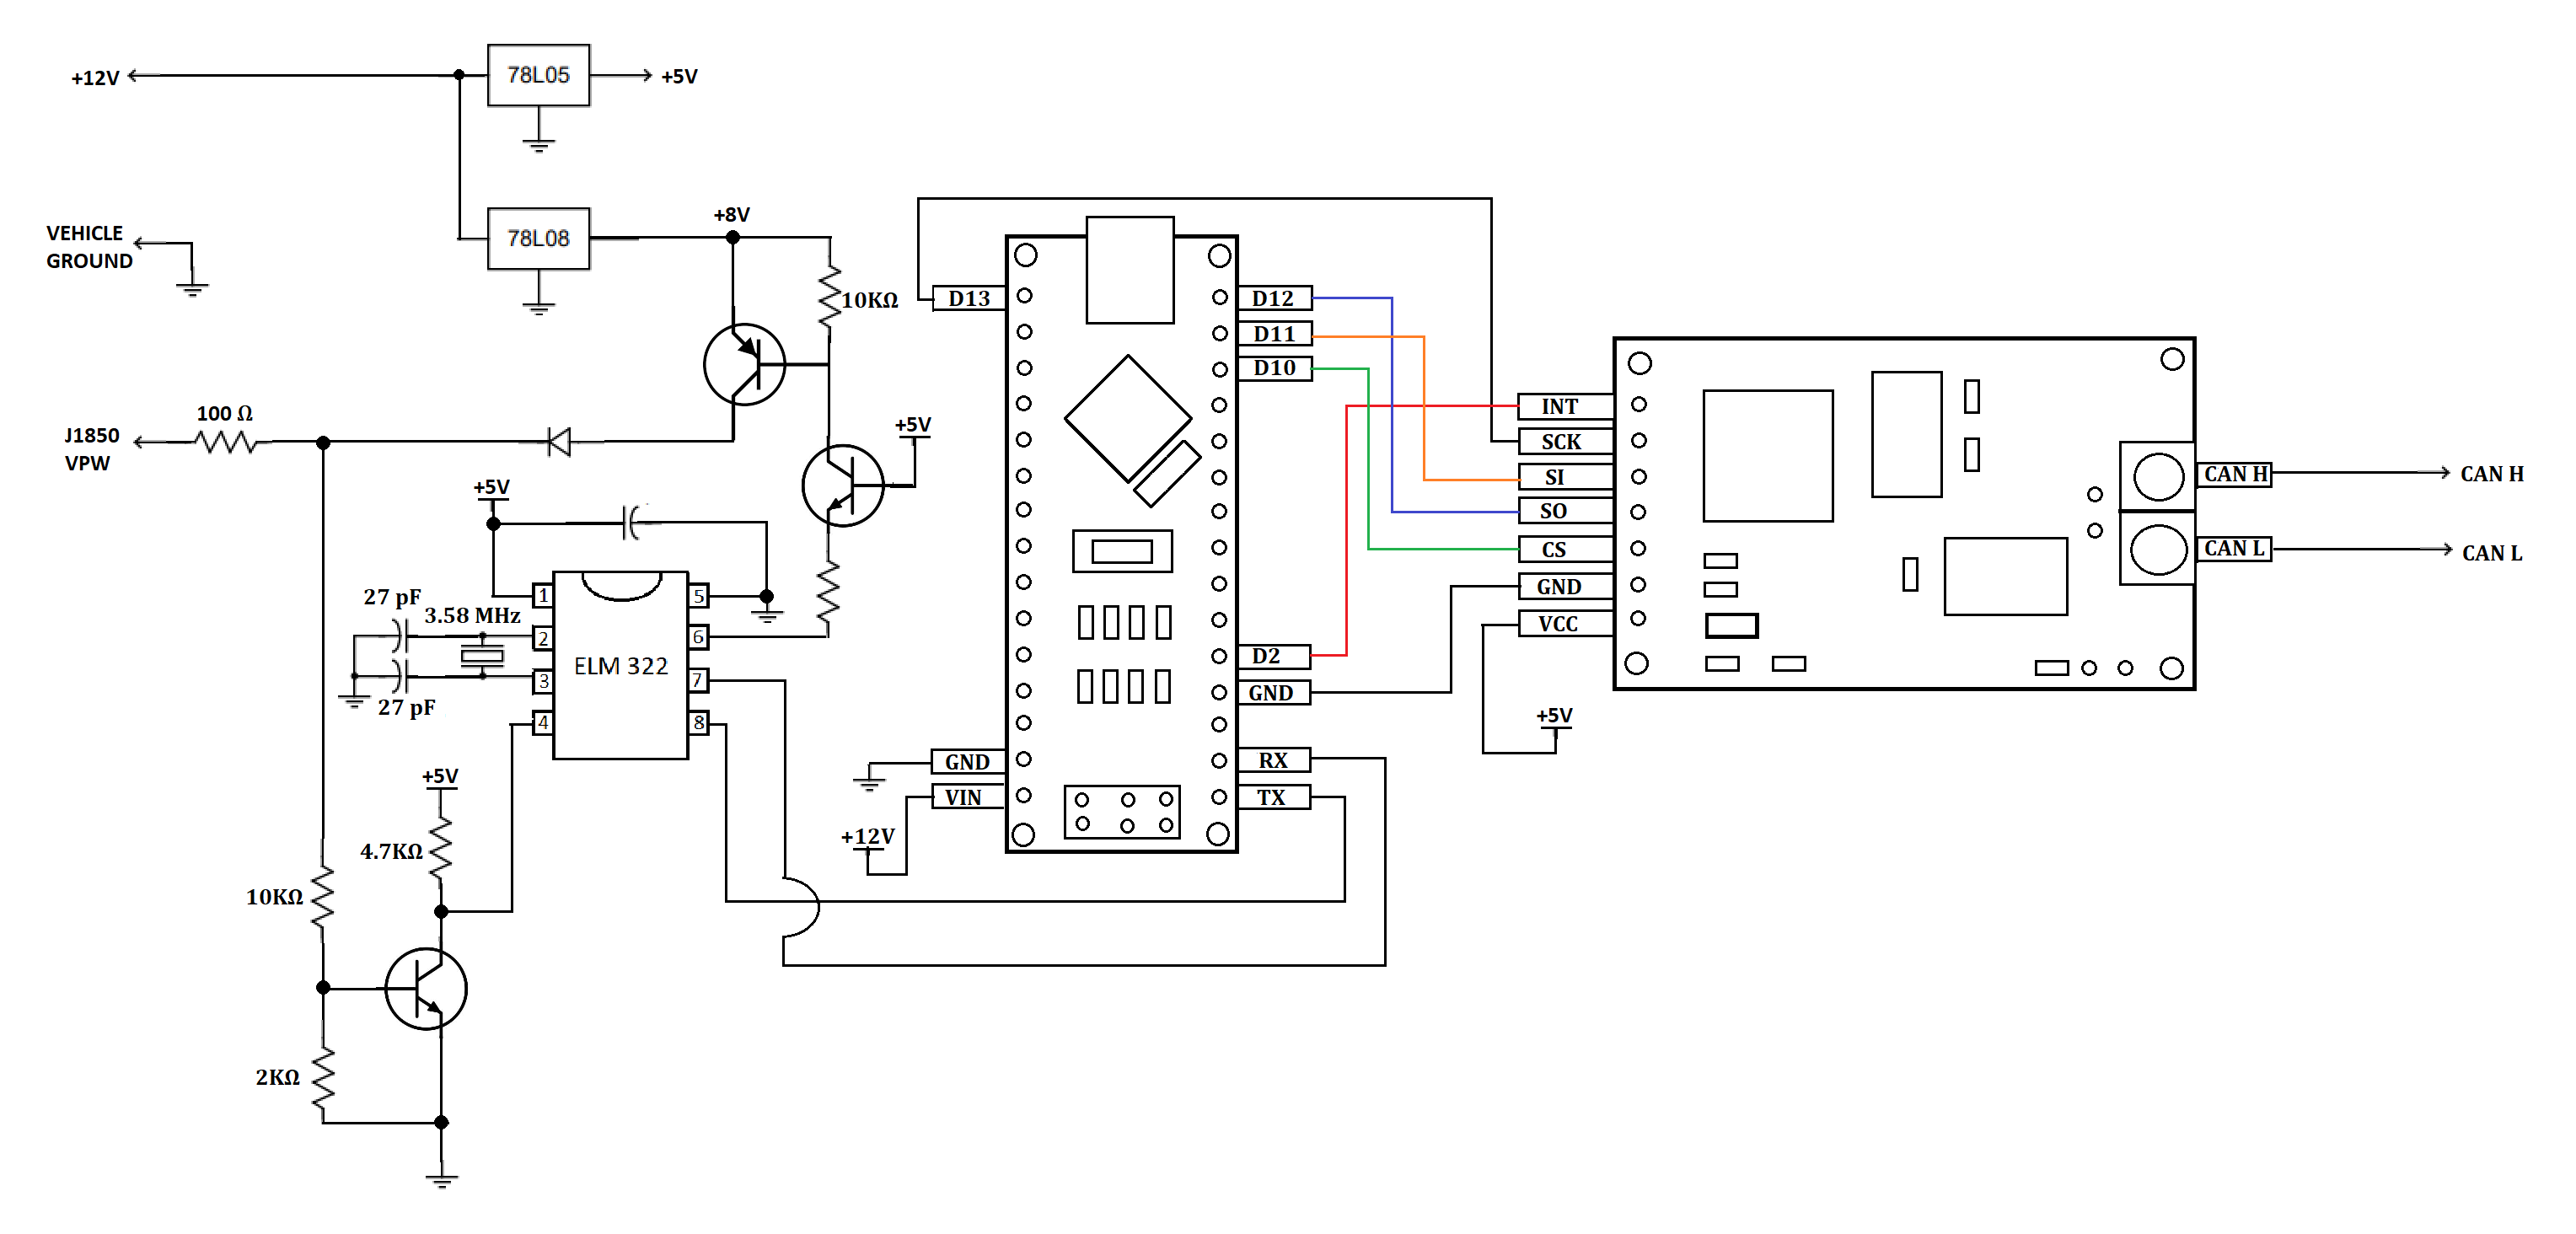 +12V
78L05
+5V
VEHICLE
GROUND
78L08
+8V
10KΩ
J1850
VPW
100 Ω
+5V
+5V
27 pF
3.58 MHz
27 pF
1
2
3
4
ELM 322
5
6
7
8
+5V
4.7KΩ
10KΩ
2KΩ
D13
GND
VIN
+12V
D12
D11
D10
D2
GND
RX
TX
INT
SCK
SI
SO
CS
GND
VCC
+5V
CAN H
CAN L
CAN H
CAN L